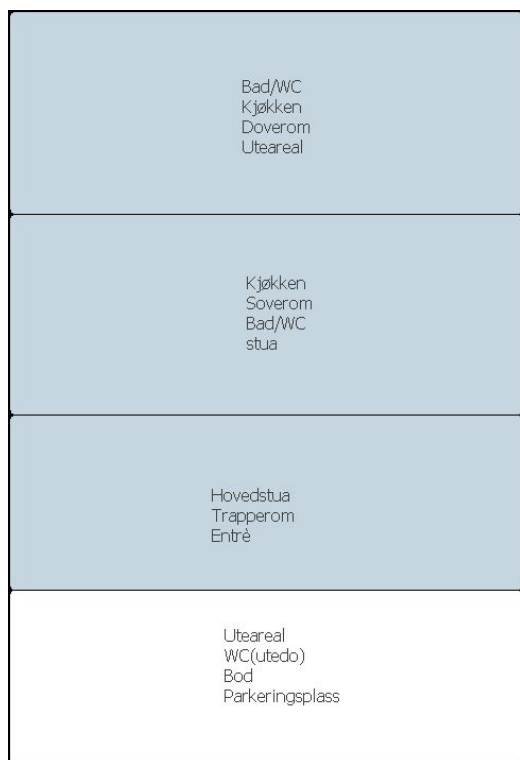 Bad/WC
Kjøkken
Doverom
Uteareal
Kjøkken
Soverom
Bad/WC
stua
Hovedstua
Trapperom
Entrè
Uteareal
WC(utedo)
Bod
Parkeringsplass